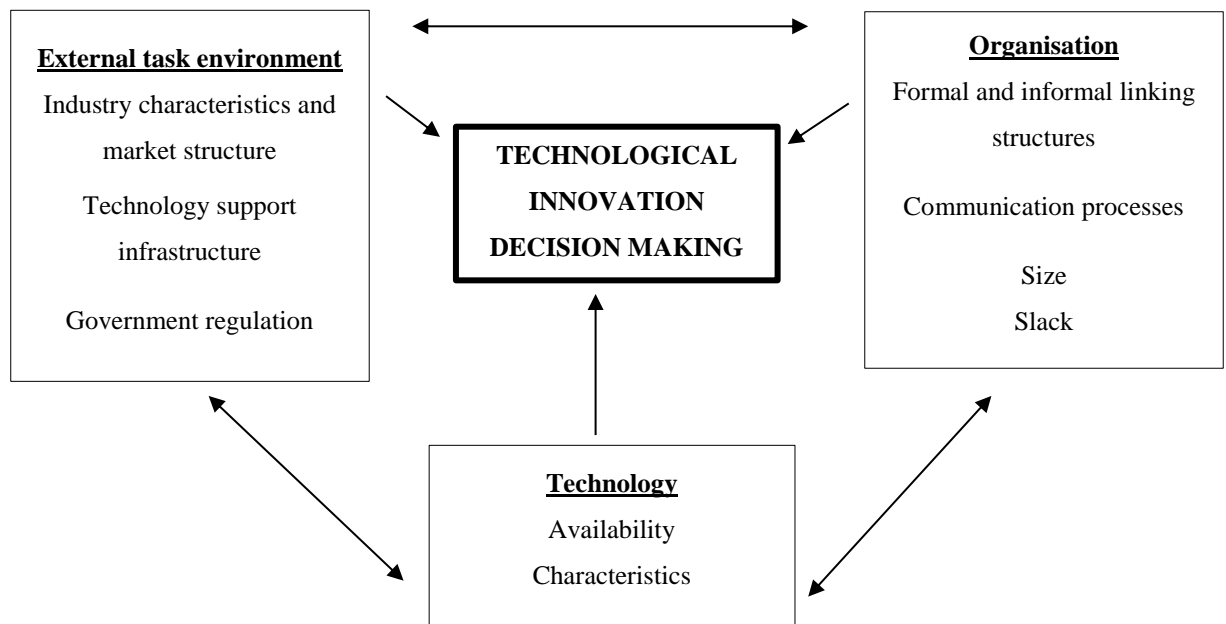 External task environment
Industry characteristics and
market structure
Technology support
infrastructure
Government regulation
TECHNOLOGICAL
INNOVATION
DECISION MAKING
Organisation
Formal and informal linking
structures
Communication processes
Size
Slack
Technology
Availability
Characteristics